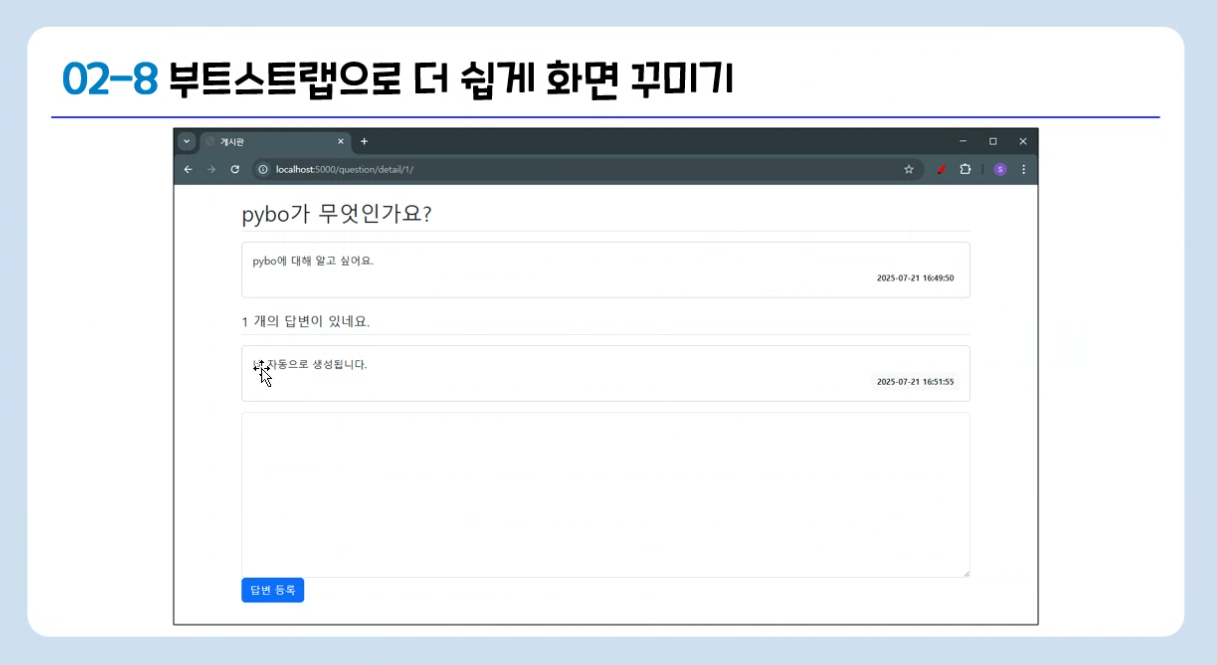 02-8 부트스트랩으로 더 쉽게 화면 꾸미기
게시판
localhost:5000/question/detail/1/
S
pybo가 무엇인가요?
pybo에 대해 알고 싶어요.
2025-07-21 16:49:50
1 개의 답변이 있네요.
자동으로 생성됩니다.
2025-07-21 16:51:55
답변 등록